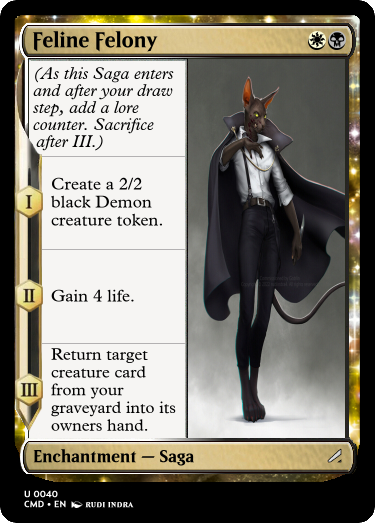 Feline Felony
(As this Saga enters
and after your draw
step, add a lore
counter. Sacrifice
after III.)
I
Create a 2/2
black Demon
creature token.
II
Gain 4 life.
III
Return target
creature card
from your
graveyard into its
owners hand.
Enchantment — Saga
U 0040
CMD • EN RUDI INDRA